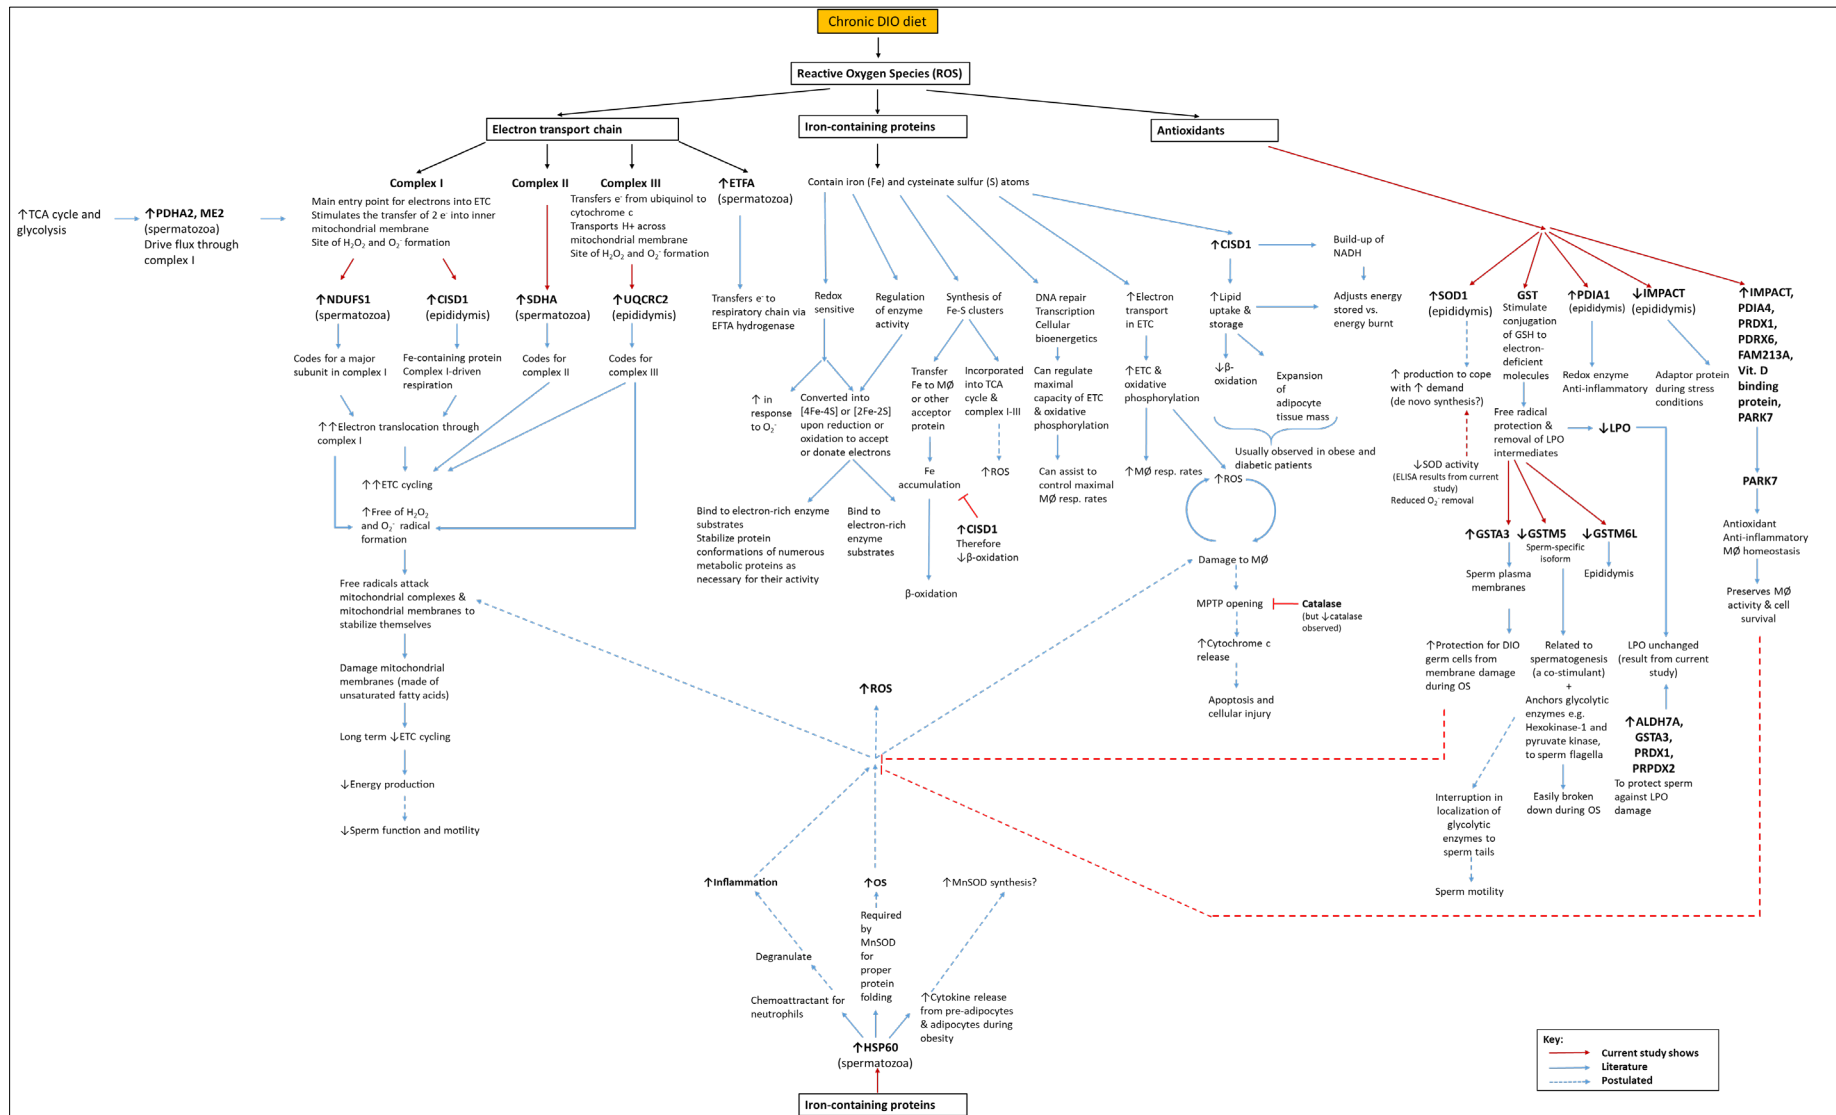 Chronic DIO diet
Reactive Oxygen Species (ROS)
Electron transport chain
Iron-containing proteins
Antioxidants
↑TCA cycle and
glycolysis
↑PDHA2, ME2
(spermatozoa)
Drive flux through
complex I
Complex I
Main entry point for electrons into ETC
Stimulates the transfer of 2 e⁻ into inner
mitochondrial membrane
Site of H₂O₂ and O₂⁻ formation
Complex II
Complex III
Transfers e⁻ from ubiquinol to
cytochrome c
Transports H+ across
mitochondrial membrane
Site of H₂O₂ and O₂⁻ formation
↑ETFA
(spermatozoa)
Transfers e⁻ to
respiratory chain via
EFTA hydrogenase
↑NDUFS1
(spermatozoa)
↑CISD1
(epididymis)
↑SDHA
(spermatozoa)
↑UQCRC2
(epididymis)
Codes for a major
subunit in complex I
Fe-containing protein
Complex I-driven
respiration
Codes for
complex II
Codes for
complex III
↑↑Electron translocation through
complex I
↑↑ETC cycling
↑Free of H₂O₂
and O₂⁻ radical
formation
Free radicals attack
mitochondrial complexes &
mitochondrial membranes to
stabilize themselves
Damage mitochondrial
membranes (made of
unsaturated fatty acids)
Long term ↓ETC cycling
↓Energy production
↓Sperm function and motility
Contain iron (Fe) and cysteinate sulfur (S) atoms
Redox
sensitive
Regulation
of enzyme
activity
Synthesis of
Fe-S clusters
DNA repair
Transcription
Cellular
bioenergetics
↑Electron
transport
in ETC
↑CISD1
Build-up of
NADH
↑Lipid
uptake &
storage
Adjusts energy
stored vs.
energy burnt
↑ in
response
to O₂⁻
Converted into
[4Fe-4S] or [2Fe-2S]
upon reduction or
oxidation to accept
or donate electrons
Transfer
Fe to MØ
or other
acceptor
protein
Incorporated
into TCA
cycle &
complex I-III
Can regulate
maximal
capacity of ETC
& oxidative
phosphorylation
↑ETC &
oxidative
phosphorylation
↓β-
oxidation
Expansion
of
adipocyte
tissue mass
Usually observed in obese and
diabetic patients
Bind to electron-rich enzyme
substrates
Stabilize protein
conformations of numerous
metabolic proteins as
necessary for their activity
Bind to
electron-rich
enzyme
substrates
Fe
accumulation
↑ROS
↑CISD1
Therefore
↓β-oxidation
β-oxidation
Can assist to
control maximal
MØ resp. rates
↑MØ resp. rates
↑ROS
Damage to MØ
MPTP opening
Catalase
(but ↓catalase
observed)
↑Cytochrome c
release
Apoptosis and
cellular injury
↑SOD1
(epididymis)
GST
Stimulate
conjugation
of GSH to
electron-
deficient
molecules
↑PDIA1
(epididymis)
↓IMPACT
(epididymis)
↑IMPACT,
PDIA4,
PRDX1,
PDRX6,
FAM213A,
Vit. D
binding
protein,
PARK7
↑ production to cope
with ↑ demand
(de novo synthesis?)
Redox enzyme
Anti-inflammatory
Adaptor protein
during stress
conditions
Free radical
protection &
removal of LPO
intermediates
↓LPO
↓SOD activity
(ELISA results from current
study)
Reduced O₂⁻ removal
PARK7
Antioxidant
Anti-inflammatory
MØ homeostasis
Preserves MØ
activity & cell
survival
↑GSTA3
Sperm plasma
membranes
↓GSTM5
Sperm-specific
isoform
↓GSTM6L
Epididymis
↑Protection for DIO
germ cells from
membrane damage
during OS
Related to
spermatogenesis
(a co-stimulant)
+
Anchors glycolytic
enzymes e.g.
Hexokinase-1 and
pyruvate kinase,
to sperm flagella
LPO unchanged
(result from current
study)
↑ALDH7A,
GSTA3,
PRDX1,
PRPDX2
To protect sperm
against LPO
damage
Interruption in
localization of
glycolytic
enzymes to
sperm tails
Easily broken
down during OS
Sperm motility
↑ROS
↑Inflammation
↑OS
↑MnSOD synthesis?
Required
by
MnSOD
for
proper
protein
folding
Degranulate
Chemoattractant for
neutrophils
↑Cytokine release
from pre-adipocytes
& adipocytes during
obesity
↑HSP60
(spermatozoa)
Iron-containing proteins
Key:
Current study shows
Literature
Postulated